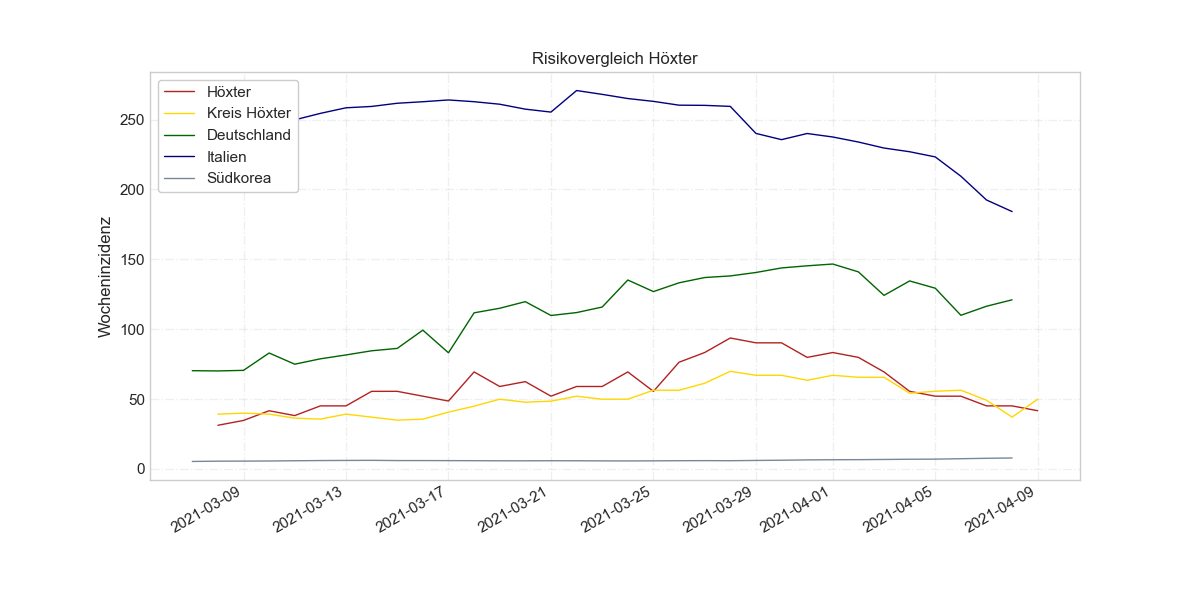 Risikovergleich Höxter
Höxter
Kreis Höxter
Deutschland
Italien
Südkorea
Wocheninzidenz
250
200
150
100
50
0
2021-03-09
2021-03-13
2021-03-17
2021-03-21
2021-03-25
2021-03-29
2021-04-01
2021-04-05
2021-04-09